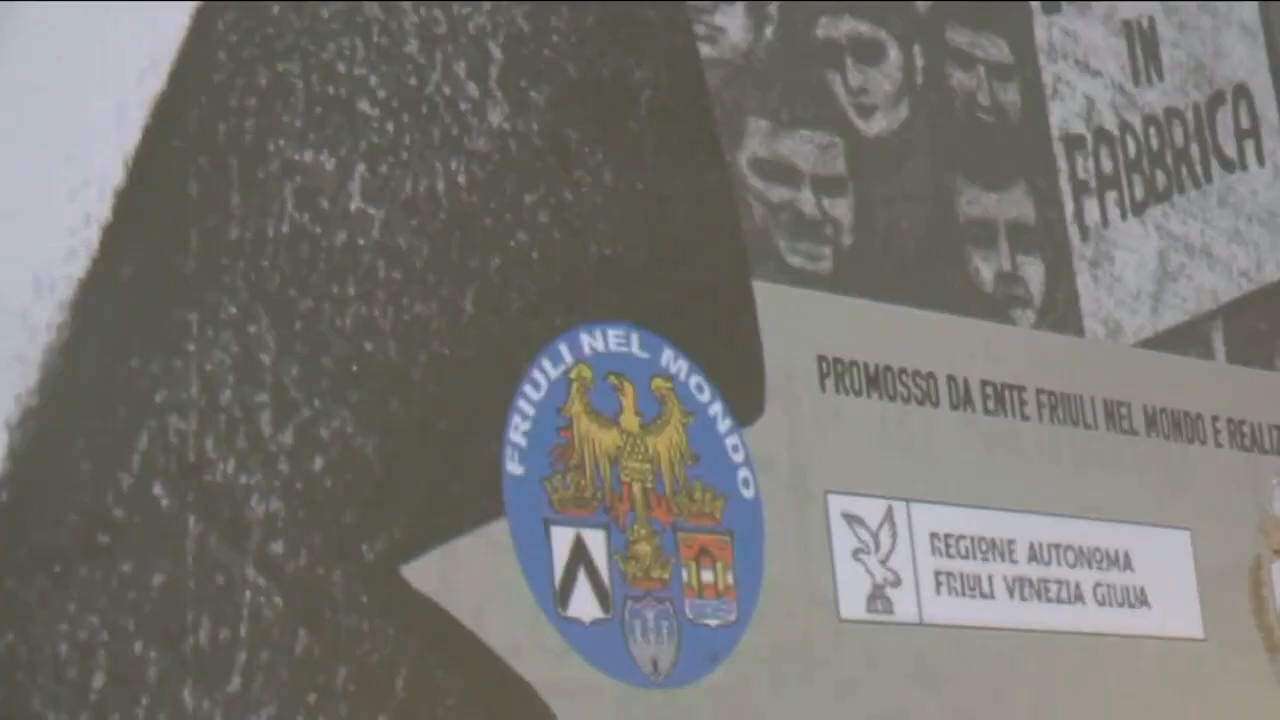 IN
FABBRICA
FRIULI NEL MONDO
PROMOSSO DA ENTE FRIULI NEL MONDO E
REGIONE AUTONOMA
FRIULI VENEZIA GIULIA